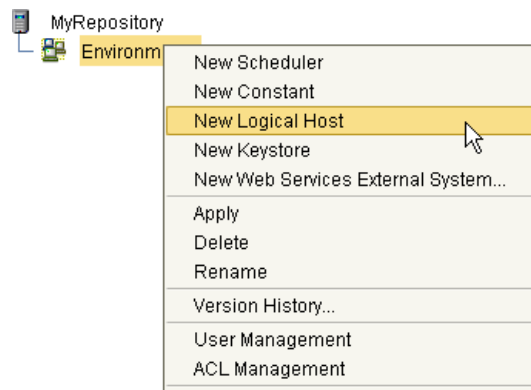 MyRepository
Environm
New Scheduler
New Constant
New Logical Host
New Keystore
New Web Services External System...
Apply
Delete
Rename
Version History...
User Management
ACL Management